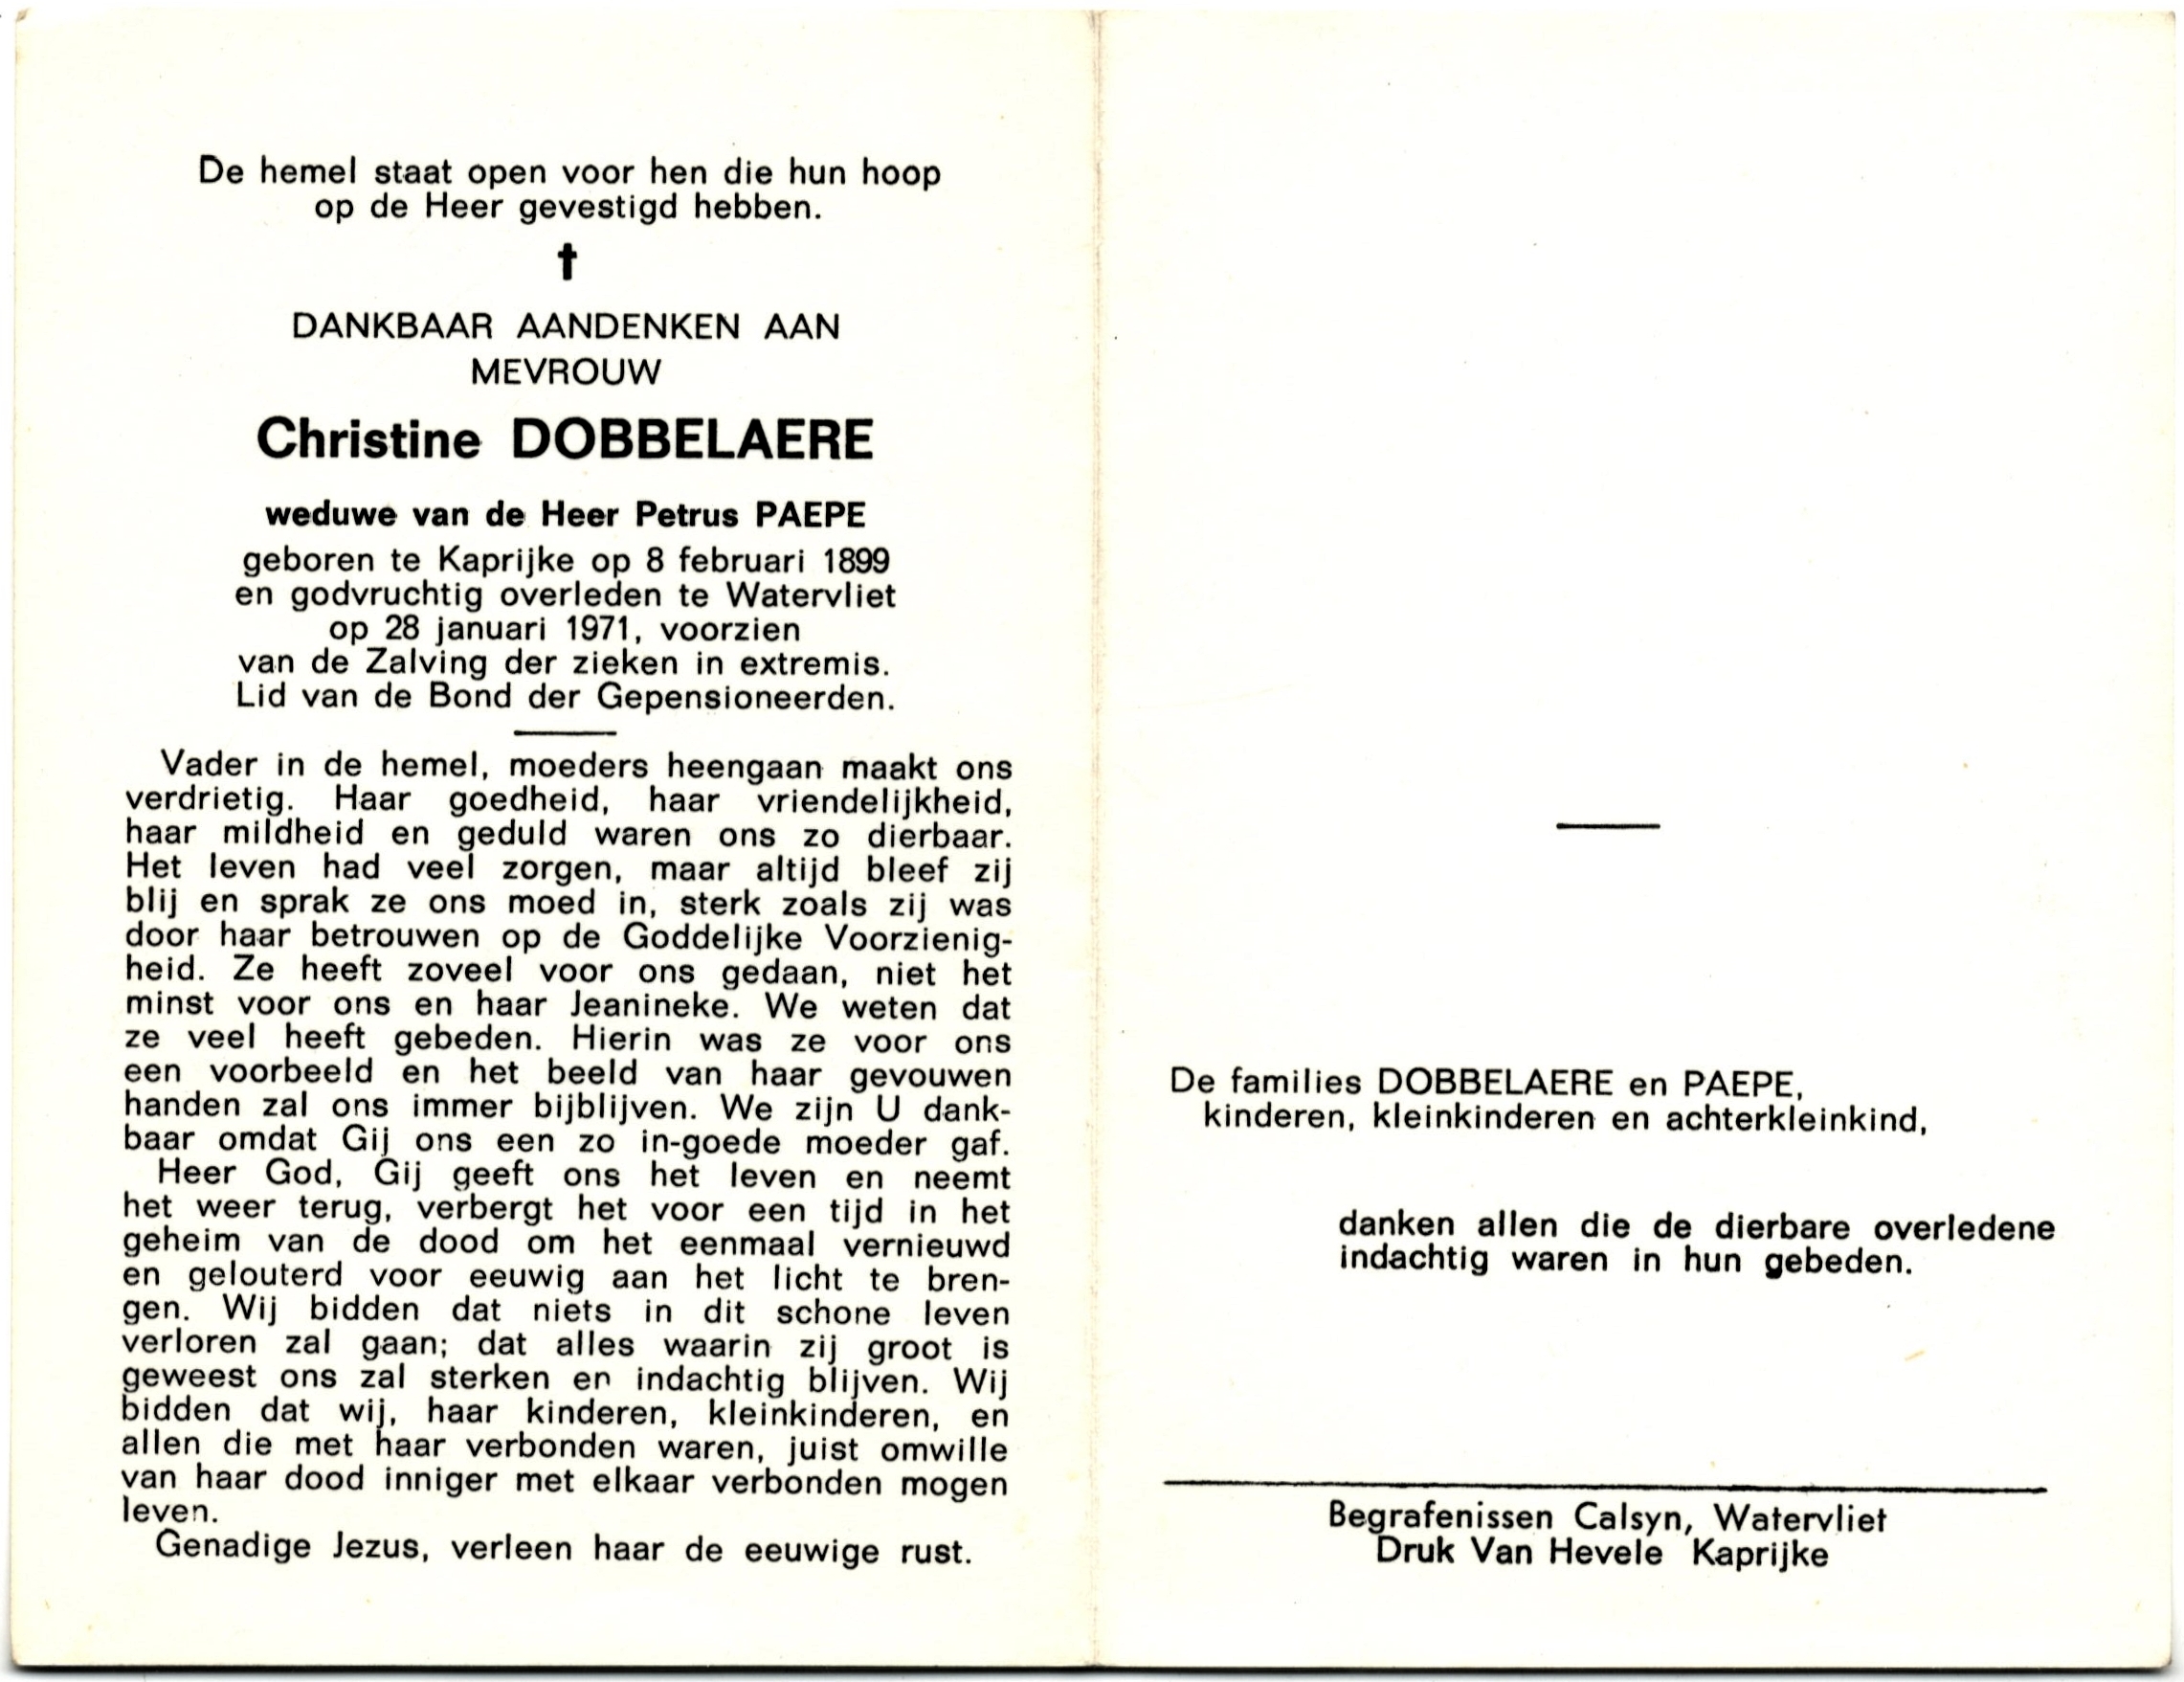 De hemel staat open voor hen die hun hoop
op de Heer gevestigd hebben.
✝
DANKBAAR AANDENKEN AAN
MEVROUW
Christine DOBBELAERE
weduwe van de Heer Petrus PAEPE
geboren te Kaprijke op 8 februari 1899
en godvruchtig overleden te Watervliet
op 28 januari 1971, voorzien
van de Zalving der zieken in extremis.
Lid van de Bond der Gepensioneerden.
Vader in de hemel, moeders heengaan maakt ons
verdrietig. Haar goedheid, haar vriendelijkheid,
haar mildheid en geduld waren ons zo dierbaar.
Het leven had veel zorgen, maar altijd bleef zij
blij en sprak ze ons moed in, sterk zoals zij was
door haar betrouwen op de Goddelijke Voorzienig-
heid. Ze heeft zoveel voor ons gedaan, niet het
minst voor ons en haar Jeanineke. We weten dat
ze veel heeft gebeden. Hierin was ze voor ons
een voorbeeld en het beeld van haar gevouwen
handen zal ons immer bijblijven. We zijn U dank-
baar omdat Gij ons een zo in-goede moeder gaf.
Heer God, Gij geeft ons het leven en neemt
het weer terug, verbergt het voor een tijd in het
geheim van de dood om het eenmaal vernieuwd
en gelouterd voor eeuwig aan het licht te bren-
gen. Wij bidden dat niets in dit schone leven
verloren zal gaan; dat alles waarin zij groot is
geweest ons zal sterken en indachtig blijven. Wij
bidden dat wij, haar kinderen, kleinkinderen, en
allen die met haar verbonden waren, juist omwille
van haar dood inniger met elkaar verbonden mogen
leven.
Genadige Jezus, verleen haar de eeuwige rust.
De families DOBBELAERE en PAEPE,
kinderen, kleinkinderen en achterkleinkind,
danken allen die de dierbare overledene
indachtig waren in hun gebeden.
Begrafenissen Calsyn, Watervliet
Druk Van Hevele Kaprijke